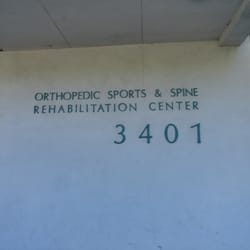 ORTHOPEDIC SPORTS & SPINE
REHABILITATION CENTER
3401